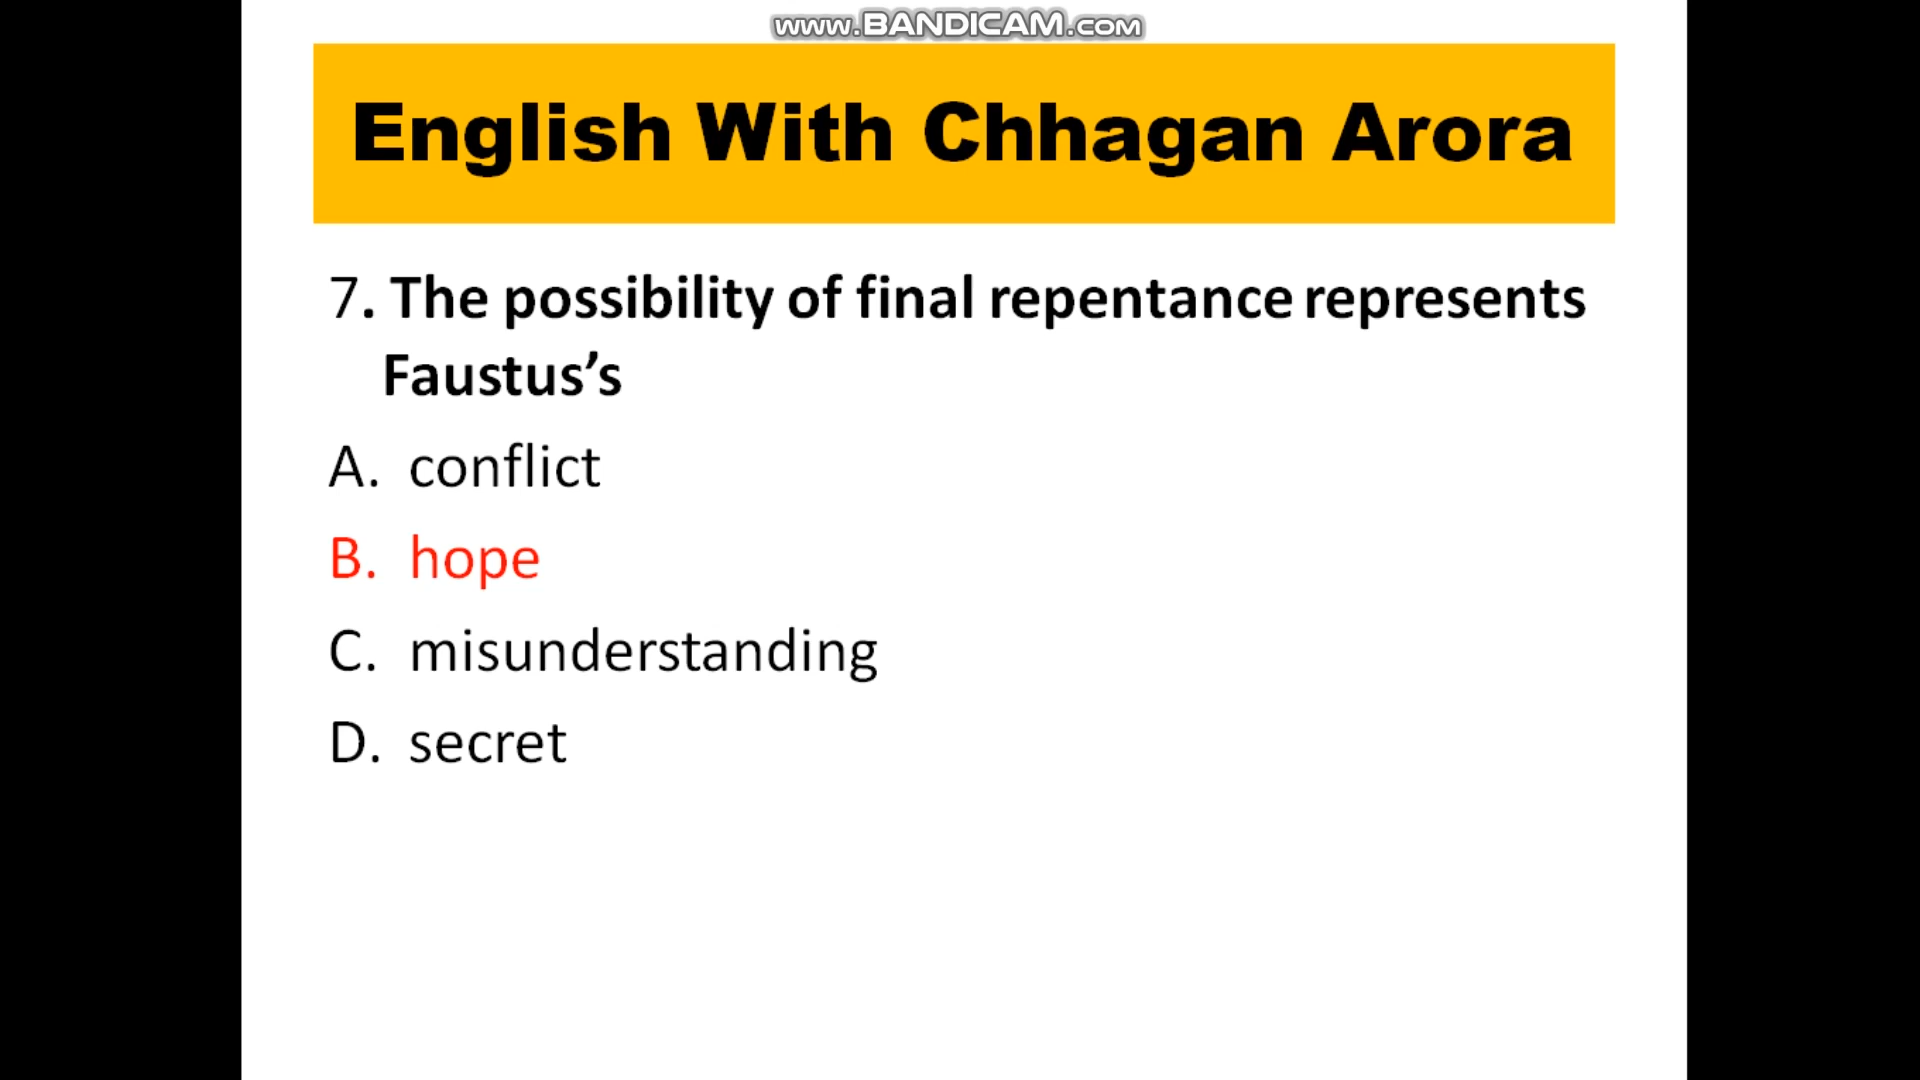 www.BANDICAM.com
English With Chhagan Arora
7. The possibility of final repentance represents
Faustus’s
A. conflict
B. hope
C. misunderstanding
D. secret